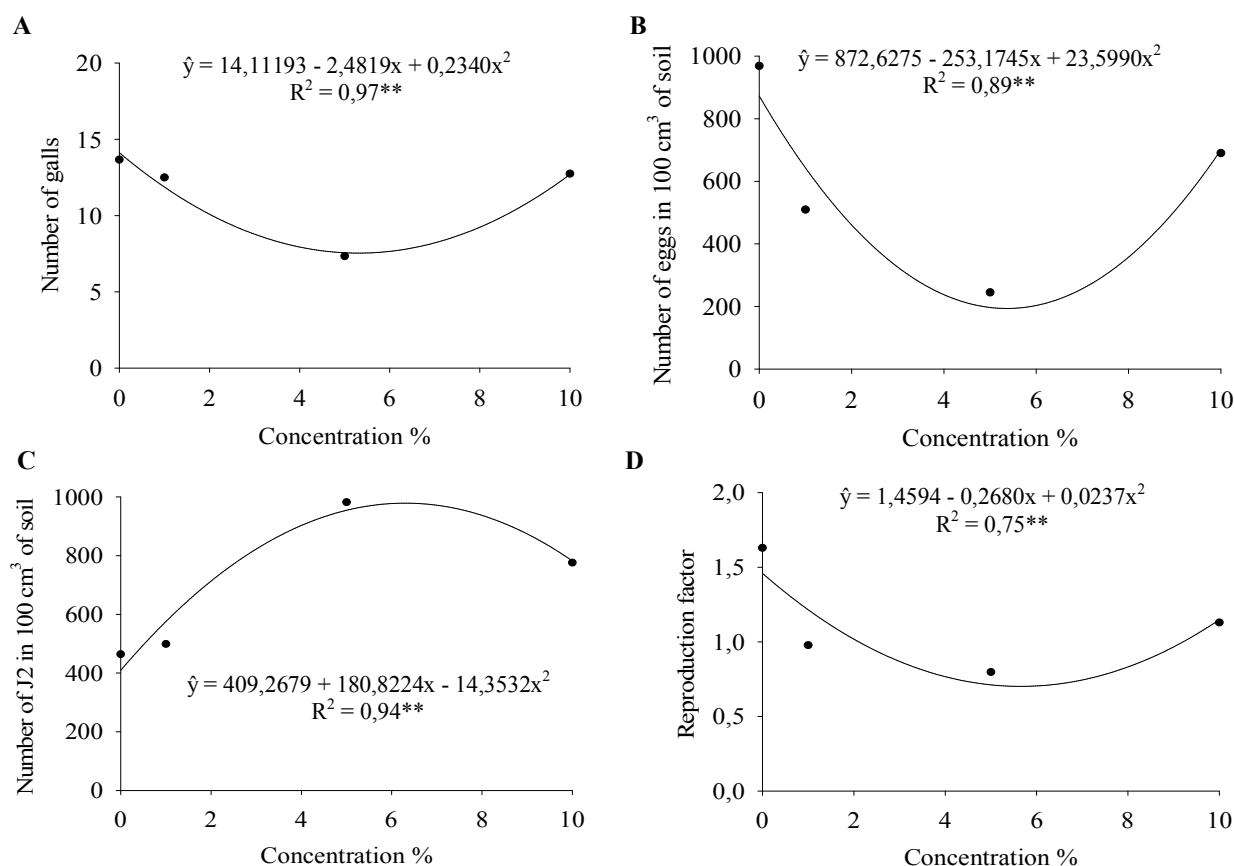 A
ŷ = 14,11193 - 2,4819x + 0,2340x²
R² = 0,97**
20
15
10
5
0
Number of galls
0 2 4 6 8 10
Concentration %
B
ŷ = 872,6275 - 253,1745x + 23,5990x²
R² = 0,89**
1000
800
600
400
200
0
Number of eggs in 100 cm³ of soil
0 2 4 6 8 10
Concentration %
C
1000
800
600
400
200
0
Number of J2 in 100 cm³ of soil
ŷ = 409,2679 + 180,8224x - 14,3532x²
R² = 0,94**
0 2 4 6 8 10
Concentration %
D
ŷ = 1,4594 - 0,2680x + 0,0237x²
R² = 0,75**
2,0
1,5
1,0
0,5
0,0
Reproduction factor
0 2 4 6 8 10
Concentration %